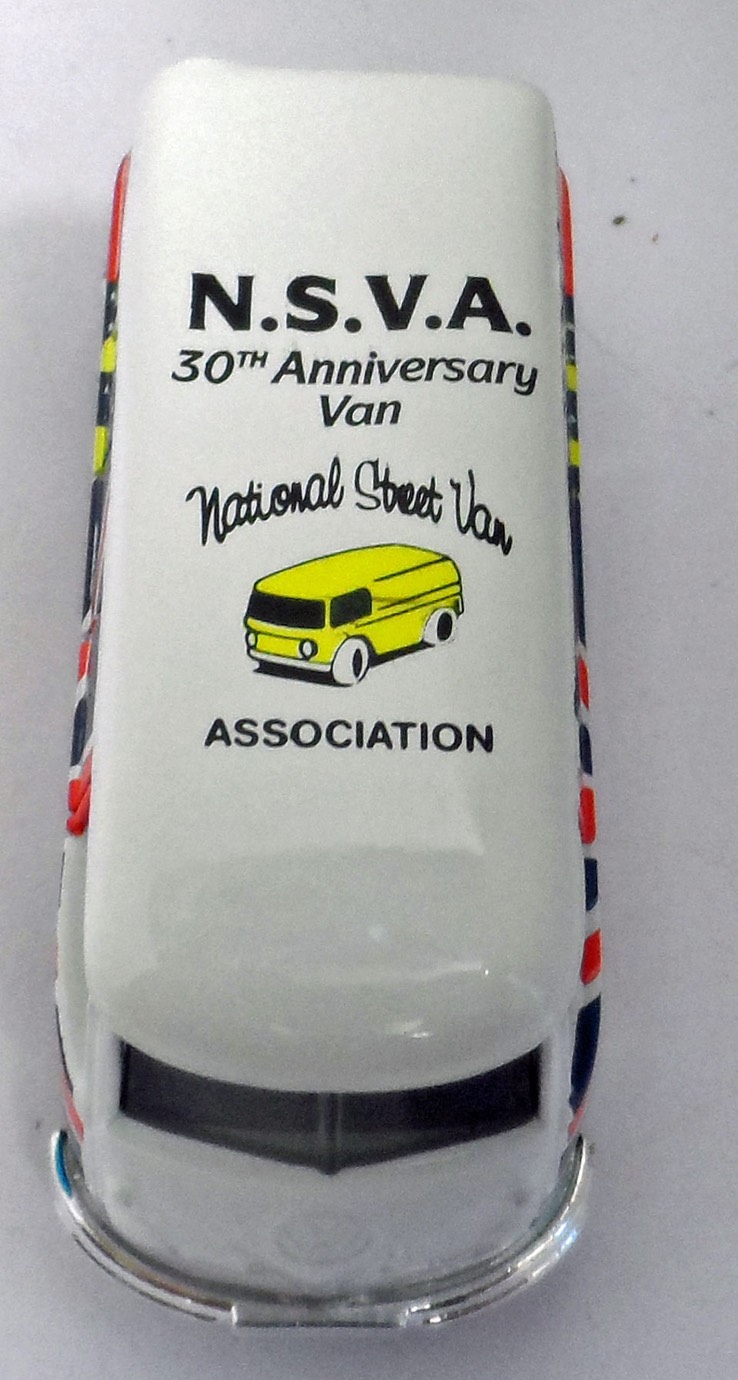 N.S.V.A.
30TH Anniversary
Van
National Street Van
ASSOCIATION